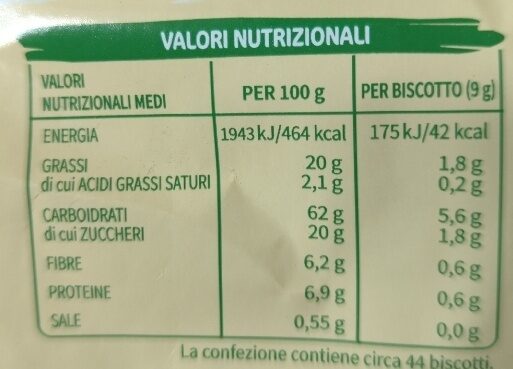 VALORI NUTRIZIONALI
VALORI
NUTRIZIONALI MEDI PER 100 g PER BISCOTTO (9 g)
ENERGIA 1943 kJ/464 kcal 175 kJ/42 kcal
GRASSI 20 g 1,8 g
di cui ACIDI GRASSI SATURI 2,1 g 0,2 g
CARBOIDRATI 62 g 5,6 g
di cui ZUCCHERI 20 g 1,8 g
FIBRE 6,2 g 0,6 g
PROTEINE 6,9 g 0,6 g
SALE 0,55 g 0,0 g
La confezione contiene circa 44 biscotti.